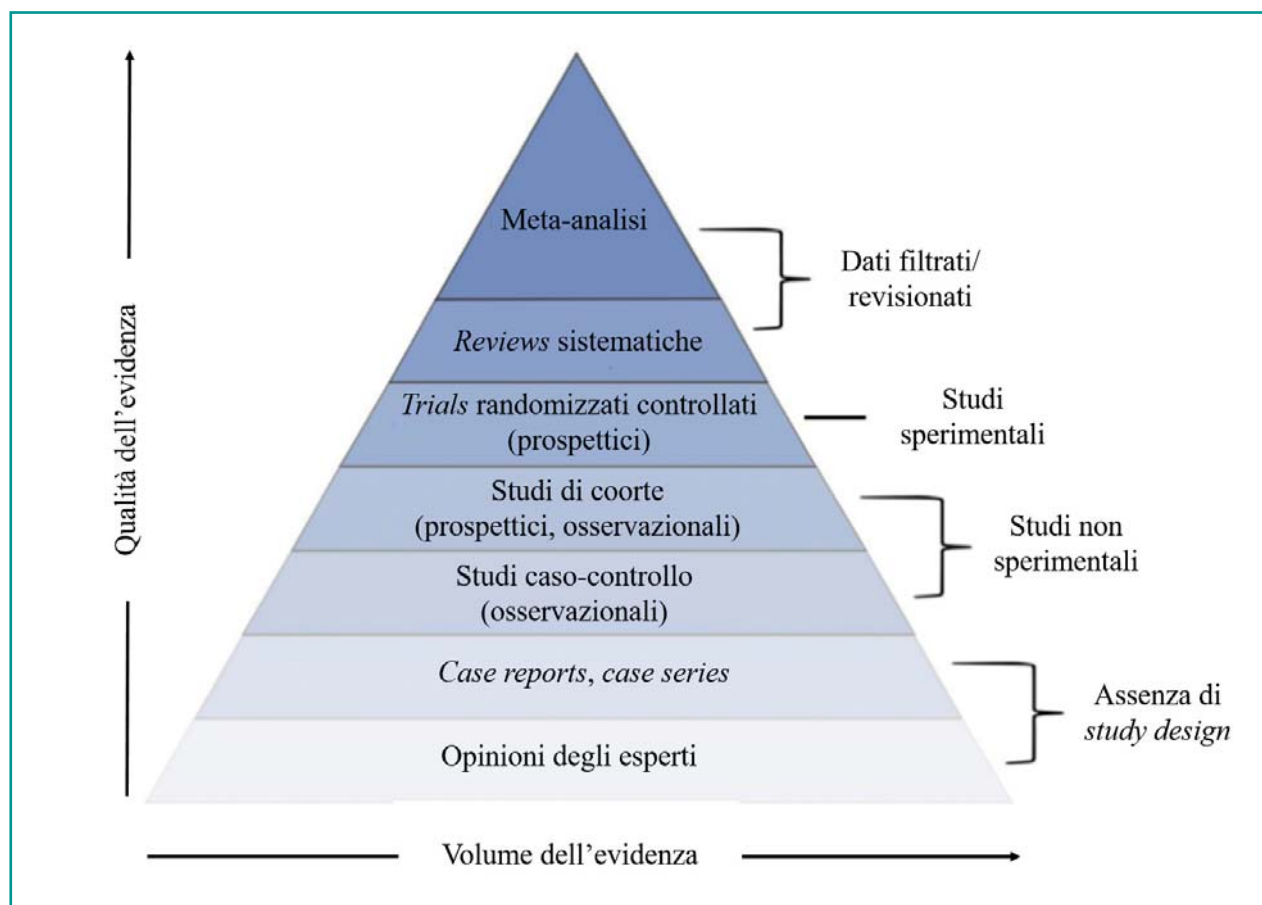 Meta-analisi
Dati filtrati/
revisionati
Reviews sistematiche
Trials randomizzati controllati
(prospettici)
Studi
sperimentali
Studi di coorte
(prospettici, osservazionali)
Studi non
sperimentali
Studi caso-controllo
(osservazionali)
Case reports, case series
Assenza di
study design
Opinioni degli esperti
Qualità dell'evidenza
Volume dell'evidenza